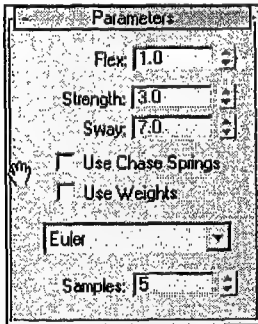 - Parameters
Flex: 1.0
Strength: 3.0
Sway: 7.0
Use Chase Springs
Use Weights
Euler
Samples: 5